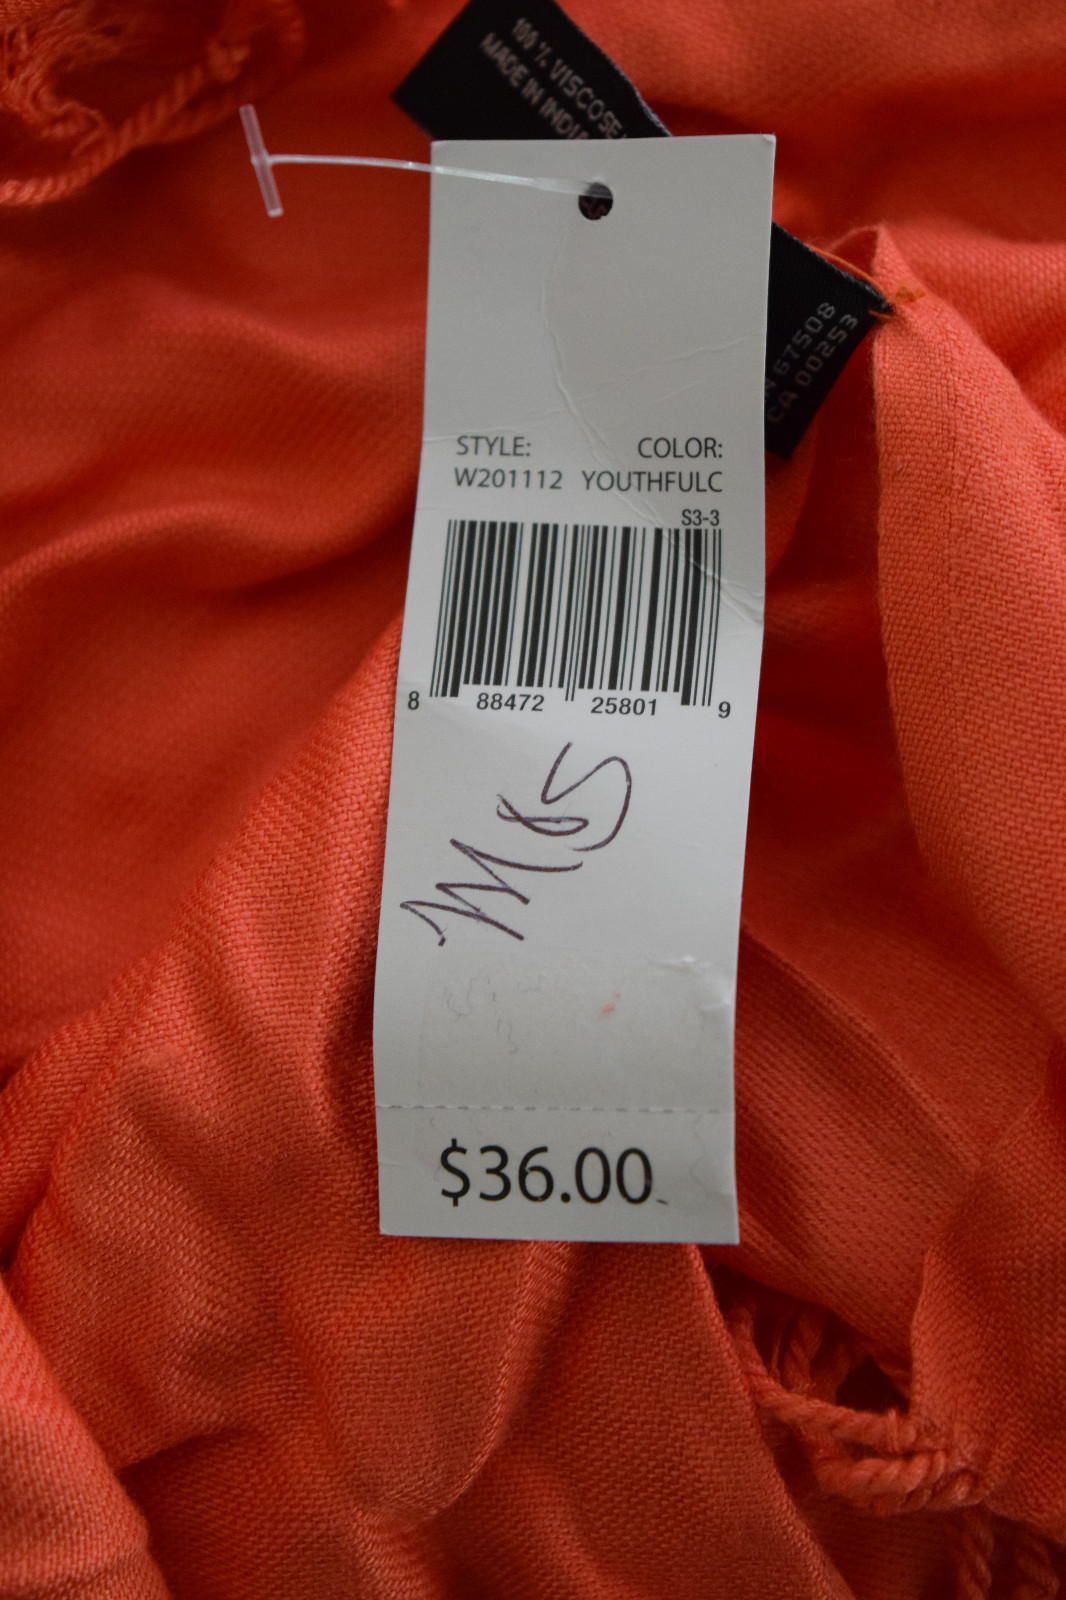 100 % VISCOSE
MADE IN INDIA
N 67508
CA 00253
STYLE: COLOR:
W201112 YOUTHFULC
S3-3
8 88472 25801 9
$36.00